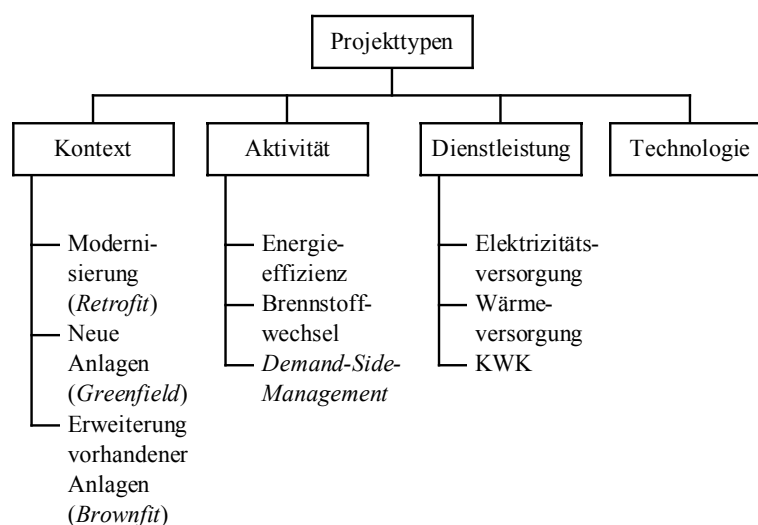 Projekttypen
Kontext
Moderni-
sierung
(Retrofit)
Neue
Anlagen
(Greenfield)
Erweiterung
vorhandener
Anlagen
(Brownfit)
Aktivität
Energie-
effizienz
Brennstoff-
wechsel
Demand-Side-
Management
Dienstleistung
Elektrizitäts-
versorgung
Wärme-
versorgung
KWK
Technologie